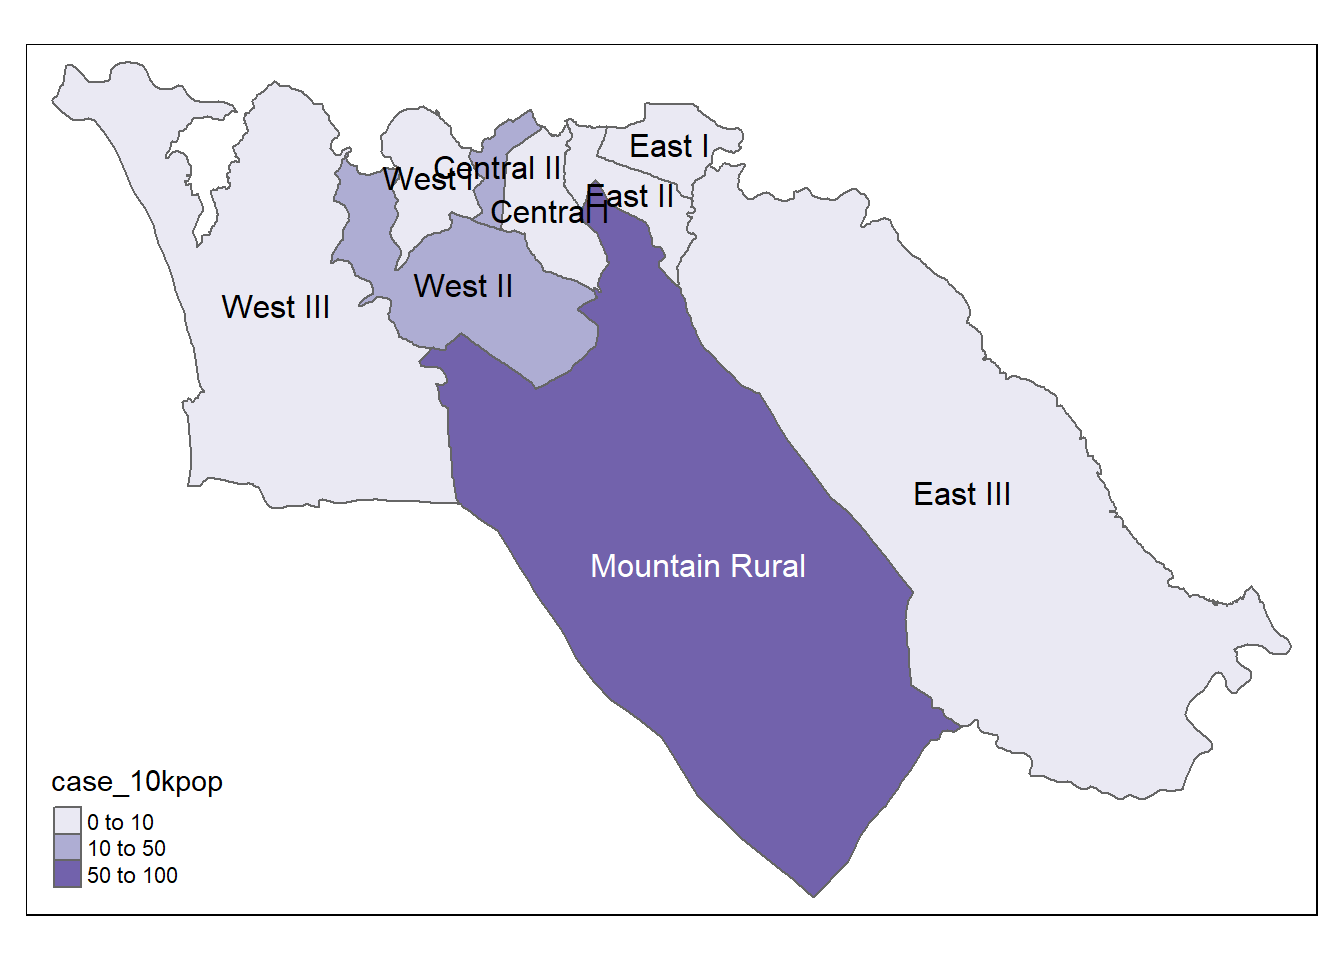 East I
Central II
West I
East II
Central I
West II
West III
East III
Mountain Rural
case_10kpop
0 to 10
10 to 50
50 to 100